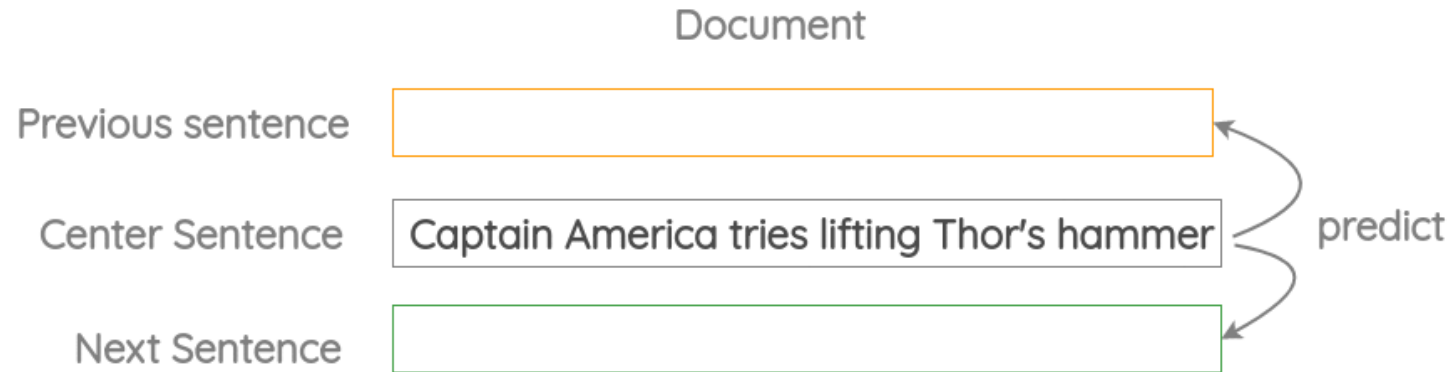 Document
Previous sentence
Center Sentence Captain America tries lifting Thor's hammer predict
Next Sentence